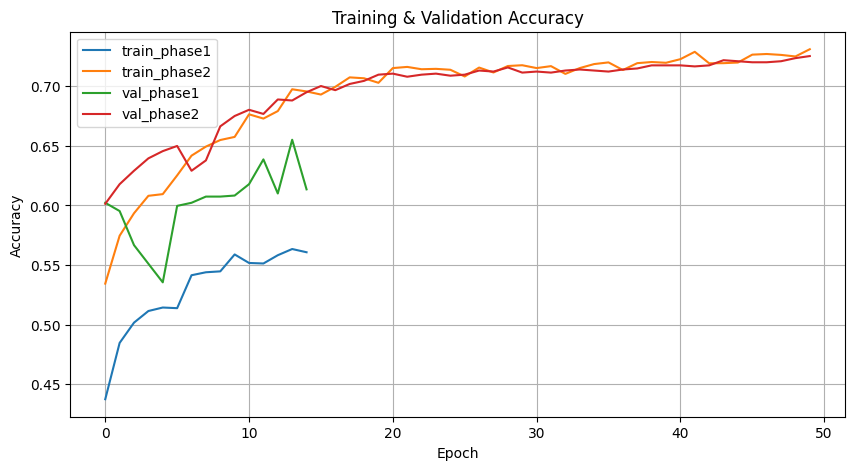 Training & Validation Accuracy
train_phase1
train_phase2
val_phase1
val_phase2
0.70
0.65
0.60
0.55
0.50
0.45
Accuracy
0 10 20 30 40 50
Epoch